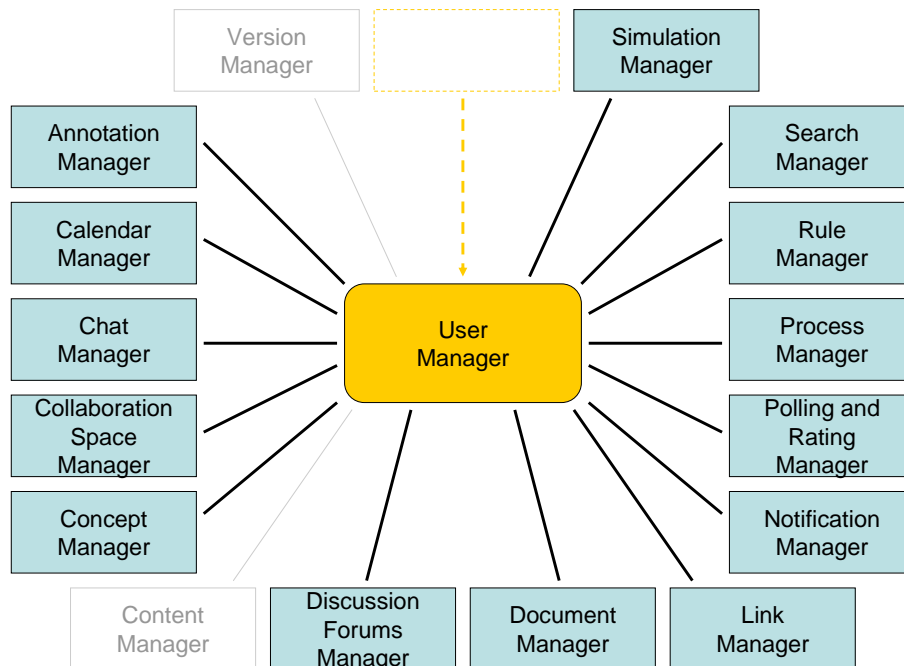 Version
Manager
Simulation
Manager
Annotation
Manager
Search
Manager
Calendar
Manager
Rule
Manager
Chat
Manager
User
Manager
Process
Manager
Collaboration
Space
Manager
Polling and
Rating
Manager
Concept
Manager
Notification
Manager
Content
Manager
Discussion
Forums
Manager
Document
Manager
Link
Manager